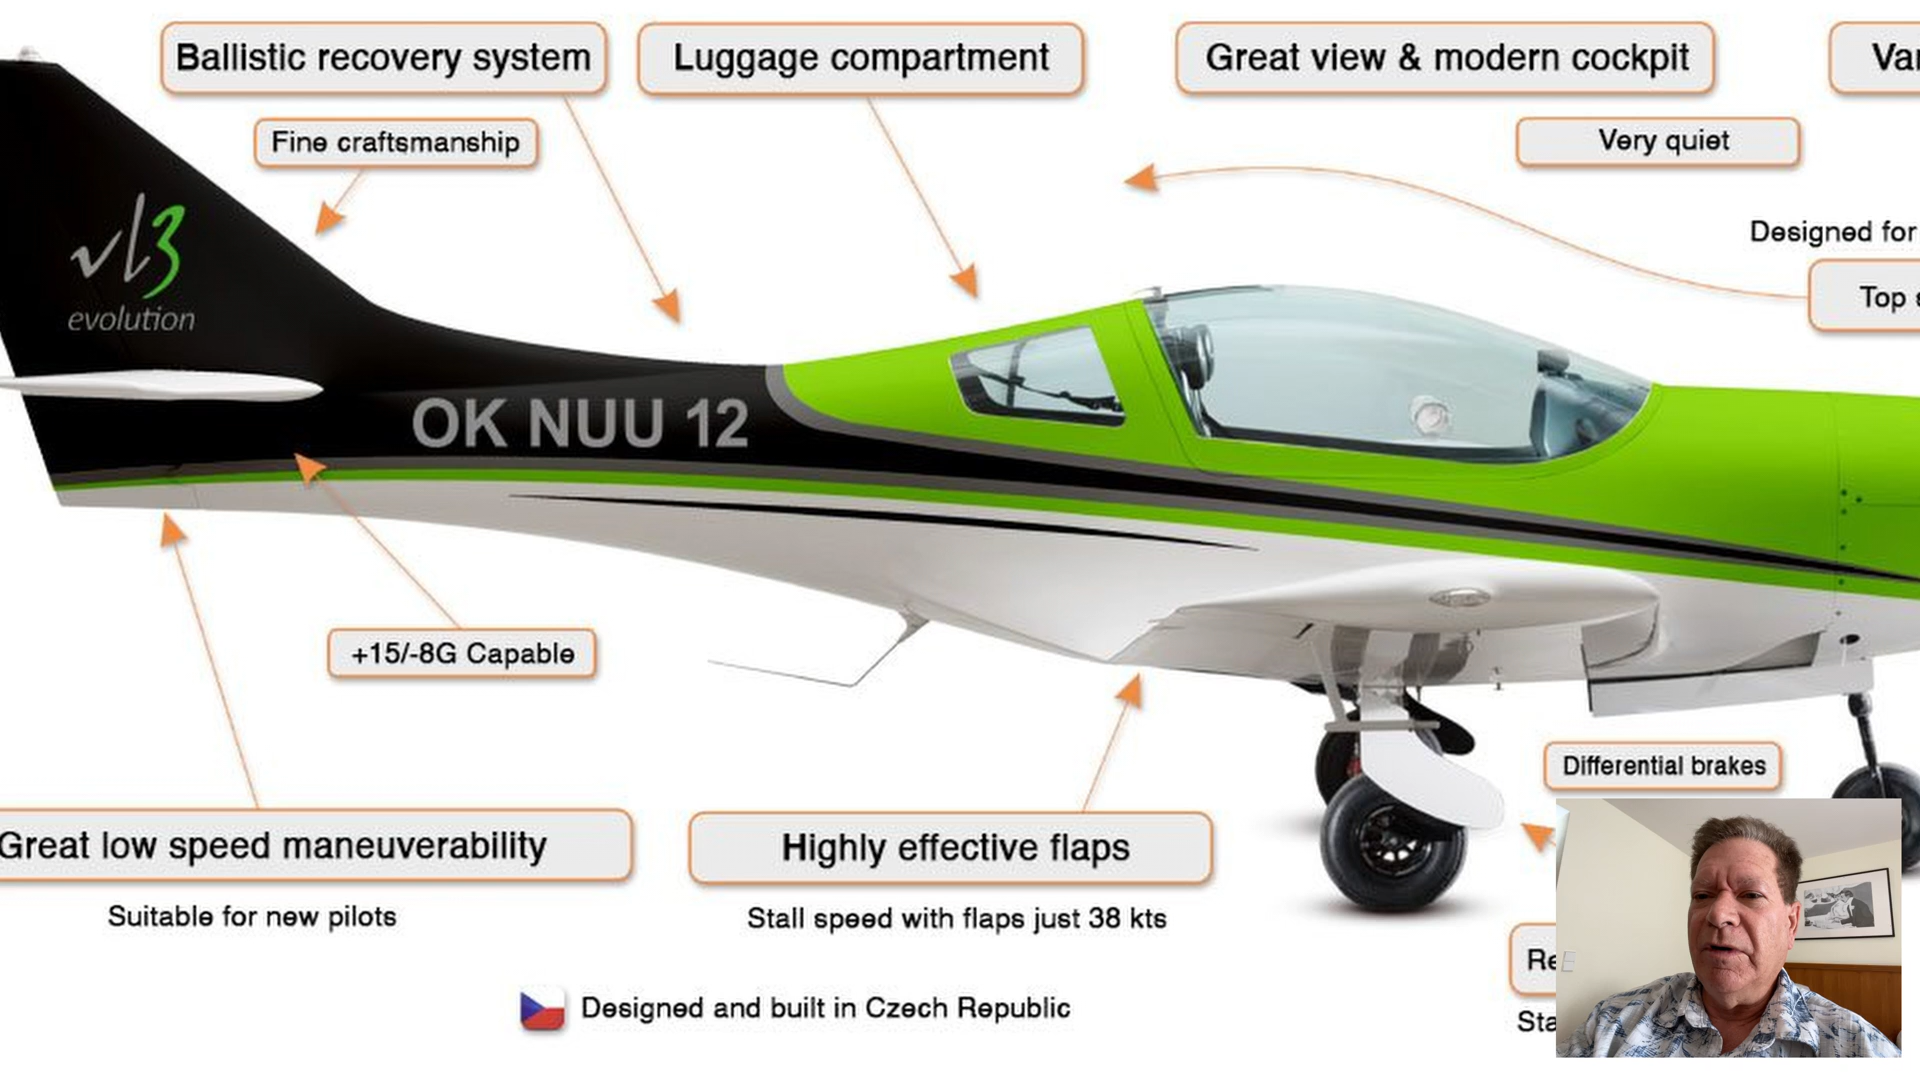 Ballistic recovery system
Luggage compartment
Great view & modern cockpit
Fine craftsmanship
Very quiet
Designed for
Top
vl3
evolution
OK NUU 12
+15/-8G Capable
Differential brakes
Great low speed maneuverability
Highly effective flaps
Suitable for new pilots
Stall speed with flaps just 38 kts
Designed and built in Czech Republic